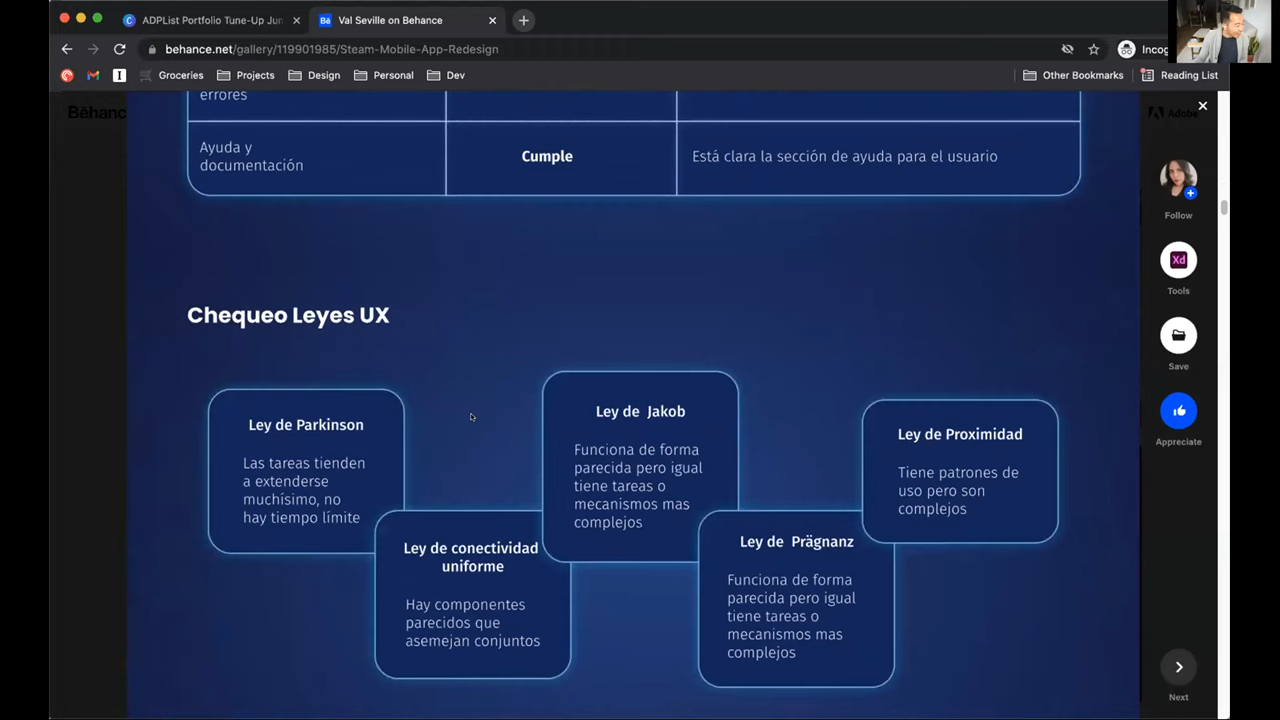 ADPList Portfolio Tune-Up Jun
Val Seville on Behance
behance.net/gallery/119901985/Steam-Mobile-App-Redesign
Incog
Groceries
Projects
Design
Personal
Dev
Other Bookmarks
Reading List
Bēhanc
Adobe
errores
Ayuda y
documentación
Cumple
Está clara la sección de ayuda para el usuario
Chequeo Leyes UX
Ley de Parkinson
Las tareas tienden
a extenderse
muchísimo, no
hay tiempo límite
Ley de conectividad
uniforme
Hay componentes
parecidos que
asemejan conjuntos
Ley de Jakob
Funciona de forma
parecida pero igual
tiene tareas o
mecanismos mas
complejos
Ley de Prägnanz
Funciona de forma
parecida pero igual
tiene tareas o
mecanismos mas
complejos
Ley de Proximidad
Tiene patrones de
uso pero son
complejos
Follow
Xd
Tools
Save
Appreciate
Next